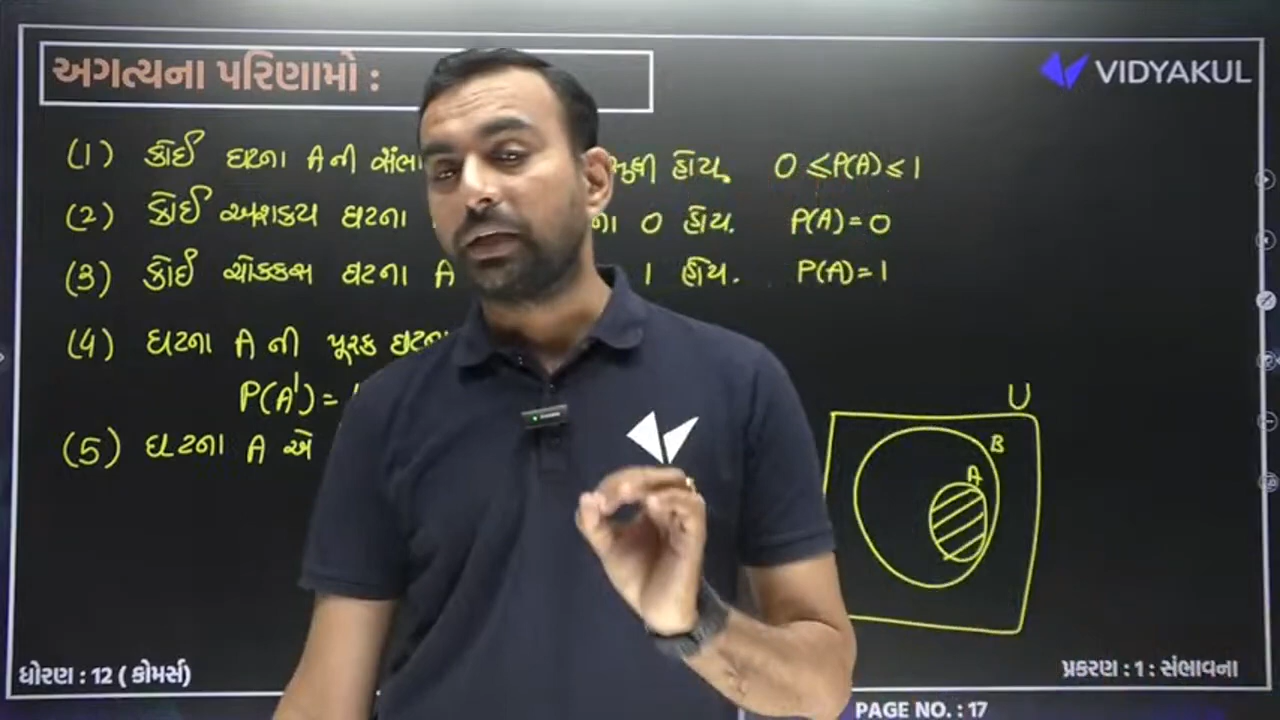 અગત્યના પરિણામો :
VIDYAKUL
(1) કોઈ ઘટના A ની હોય. 0 ≤ P(A) ≤ 1
(2) કોઈ અશક્ય ઘટના 0 હોય. P(A) = 0
(3) કોઈ ચોક્કસ ઘટના A 1 હોય. P(A) = 1
(4) ઘટના A ની પૂરક ઘટના
P(A') =
(5) ઘટના A એ
U
B
A
ધોરણ : 12 ( કોમર્સ)
પ્રકરણ : 1 : સંભાવના
PAGE NO. : 17